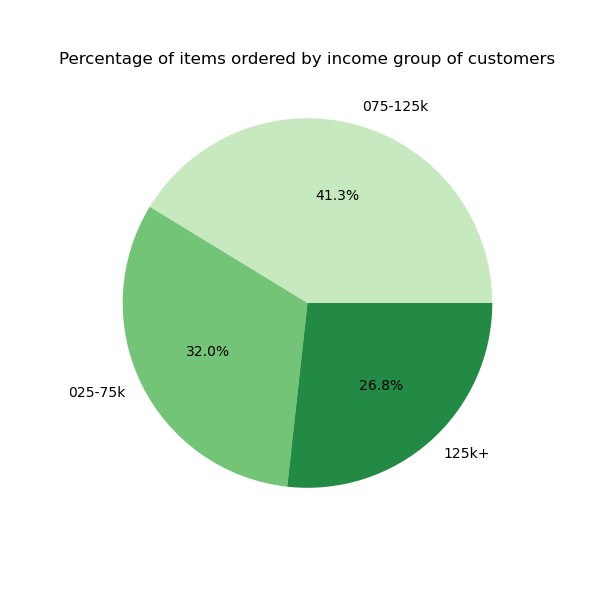 Percentage of items ordered by income group of customers
075-125k
41.3%
32.0%
025-75k
26.8%
125k+